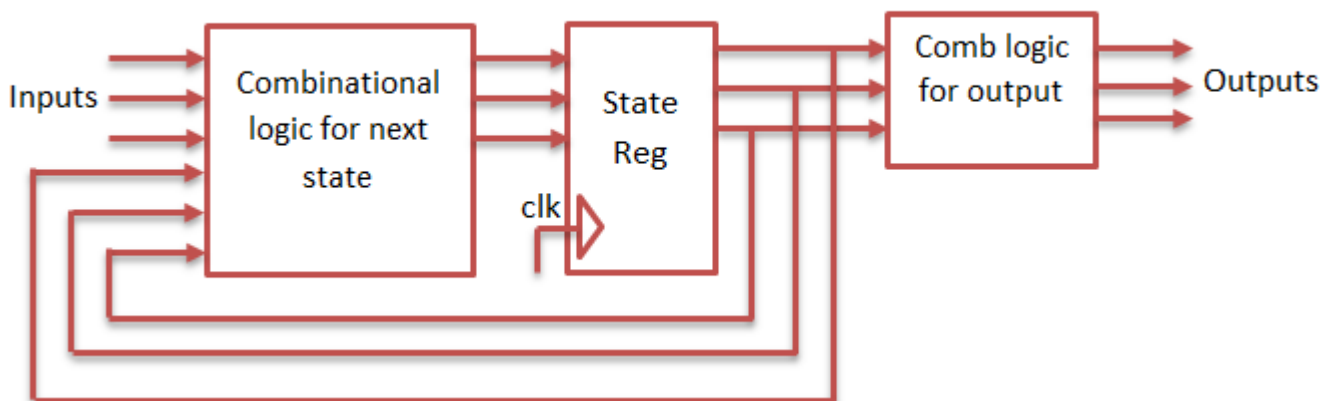 Inputs
Combinational
logic for next
state
State
Reg
clk
Comb logic
for output
Outputs